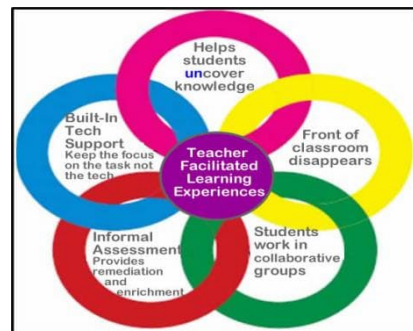 Helps
students
uncover
knowledge
Built-In
Tech
Support
Keep the focus
on the task not
the tech
Teacher
Facilitated
Learning
Experiences
Front of
classroom
disappears
Informal
Assessment
Provides
remediation
and
enrichment
Students
work in
collaborative
groups